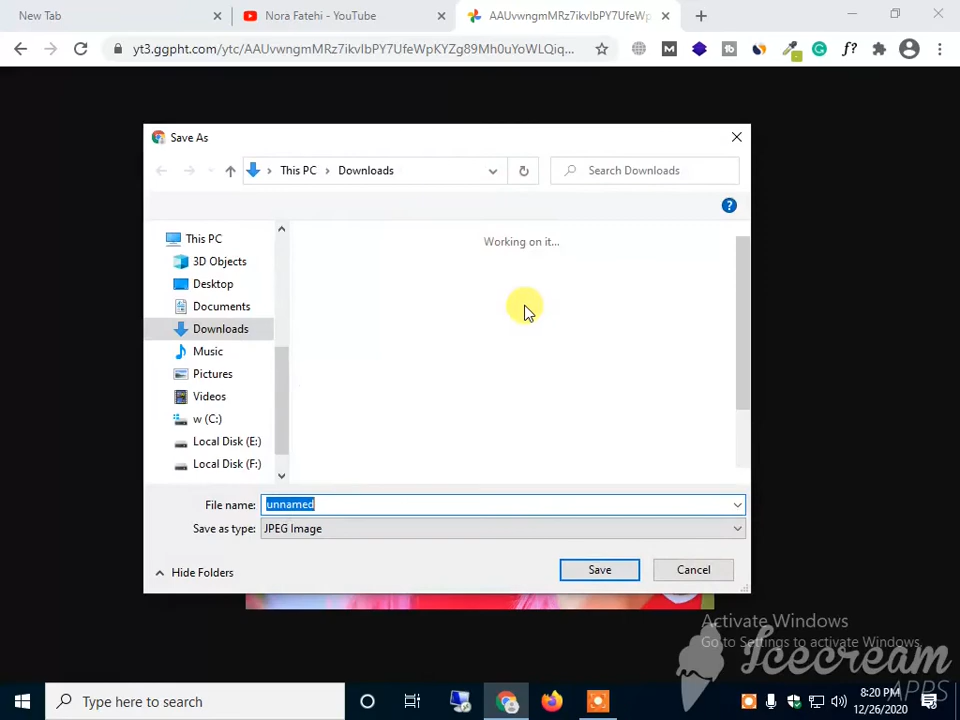 New Tab
Nora Fatehi - YouTube
AAUvwngmMRz7ikvIbPY7UfeWp
yt3.ggpht.com/ytc/AAUvwngmMRz7ikvIbPY7UfeWpKYZg89Mh0uYoWLQiq...
M
f?
Save As
This PC
Downloads
Search Downloads
?
This PC
Working on it...
3D Objects
Desktop
Documents
Downloads
Music
Pictures
Videos
w (C:)
Local Disk (E:)
Local Disk (F:)
File name:
unnamed
Save as type:
JPEG Image
Hide Folders
Save
Cancel
Activate Windows
Go to Settings to activate Windows.
Icecream
APPS
Type here to search
8:20 PM
12/26/2020